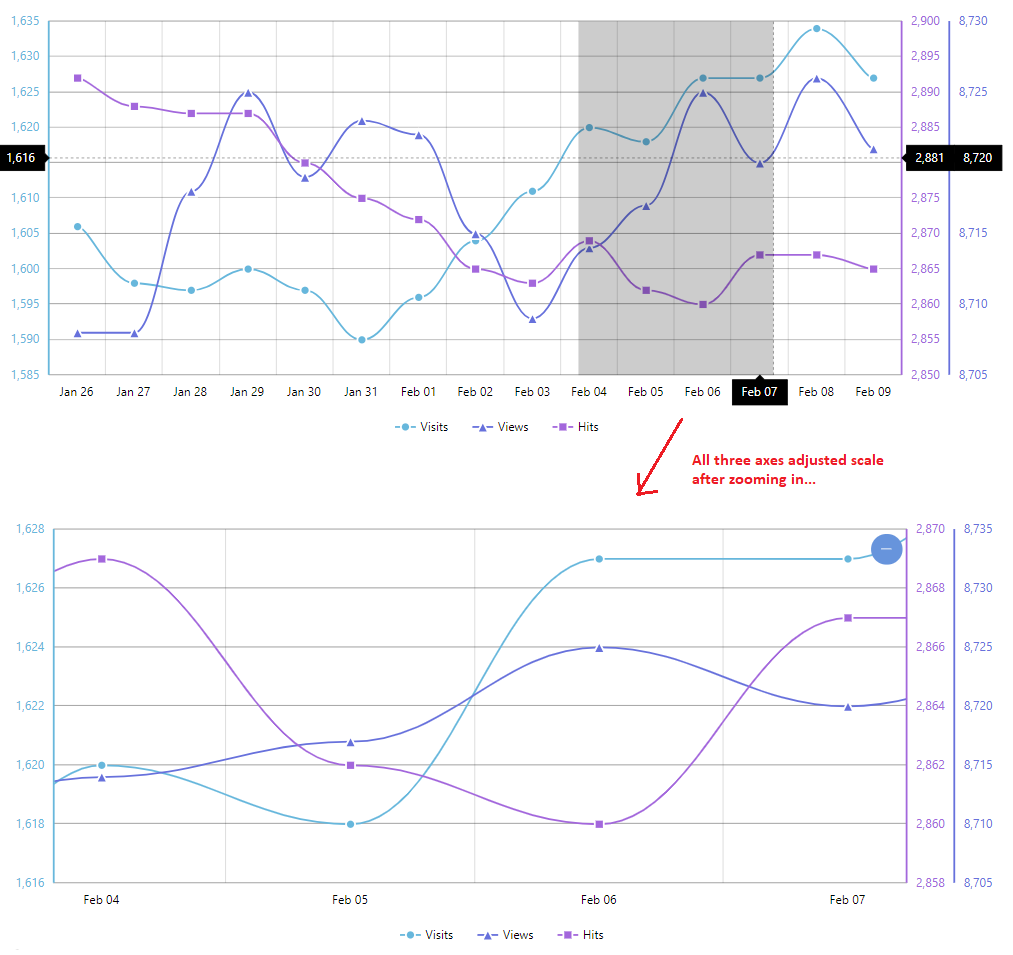 1,635 2,900 8,730
1,630 2,895
1,625 2,890 8,725
1,620 2,885
1,616 2,881 8,720
1,610 2,875
1,605 2,870 8,715
1,600 2,865
1,595 2,860 8,710
1,590 2,855
1,585 2,850 8,705
Jan 26 Jan 27 Jan 28 Jan 29 Jan 30 Jan 31 Feb 01 Feb 02 Feb 03 Feb 04 Feb 05 Feb 06 Feb 07 Feb 08 Feb 09
Visits Views Hits
All three axes adjusted scale
after zooming in...
1,628 2,870 8,735
1,626 2,868 8,730
1,624 2,866 8,725
1,622 2,864 8,720
1,620 2,862 8,715
1,618 2,860 8,710
1,616 2,858 8,705
Feb 04 Feb 05 Feb 06 Feb 07
Visits Views Hits